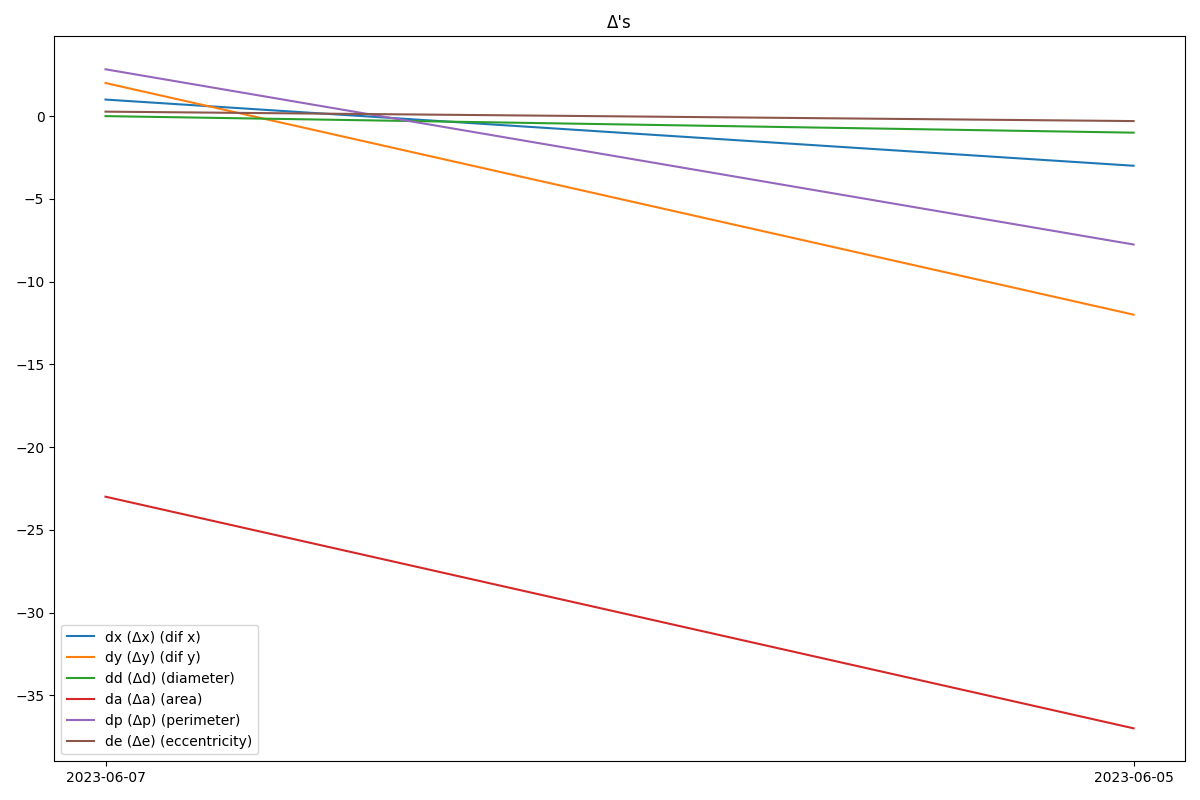 Δ's
0
−5
−10
−15
−20
−25
−30
−35
dx (Δx) (dif x)
dy (Δy) (dif y)
dd (Δd) (diameter)
da (Δa) (area)
dp (Δp) (perimeter)
de (Δe) (eccentricity)
2023-06-07 2023-06-05